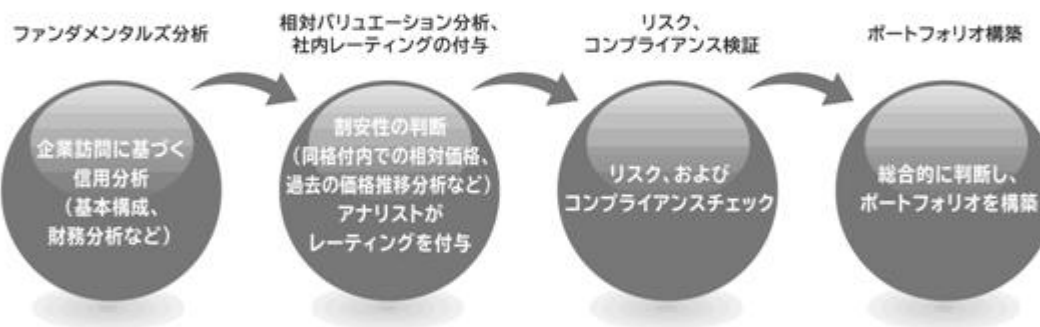 ファンダメンタルズ分析
相対バリュエーション分析、
社内レーティングの付与
リスク、
コンプライアンス検証
ポートフォリオ構築
企業訪問に基づく
信用分析
（基本構成、
財務分析など）
割安性の判断
（同格付内での相対価格、
過去の価格推移分析など）
アナリストが
レーティングを付与
リスク、および
コンプライアンスチェック
総合的に判断し、
ポートフォリオを構築